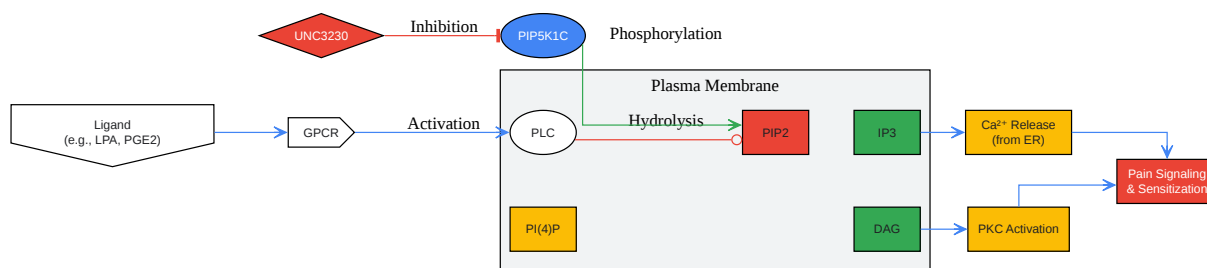 UNC3230
Inhibition
PIP5K1C
Phosphorylation
Plasma Membrane
Ligand
(e.g., LPA, PGE2)
GPCR
Activation
PLC
Hydrolysis
PIP2
IP3
Ca²⁺ Release
(from ER)
Pain Signaling
& Sensitization
PI(4)P
DAG
PKC Activation